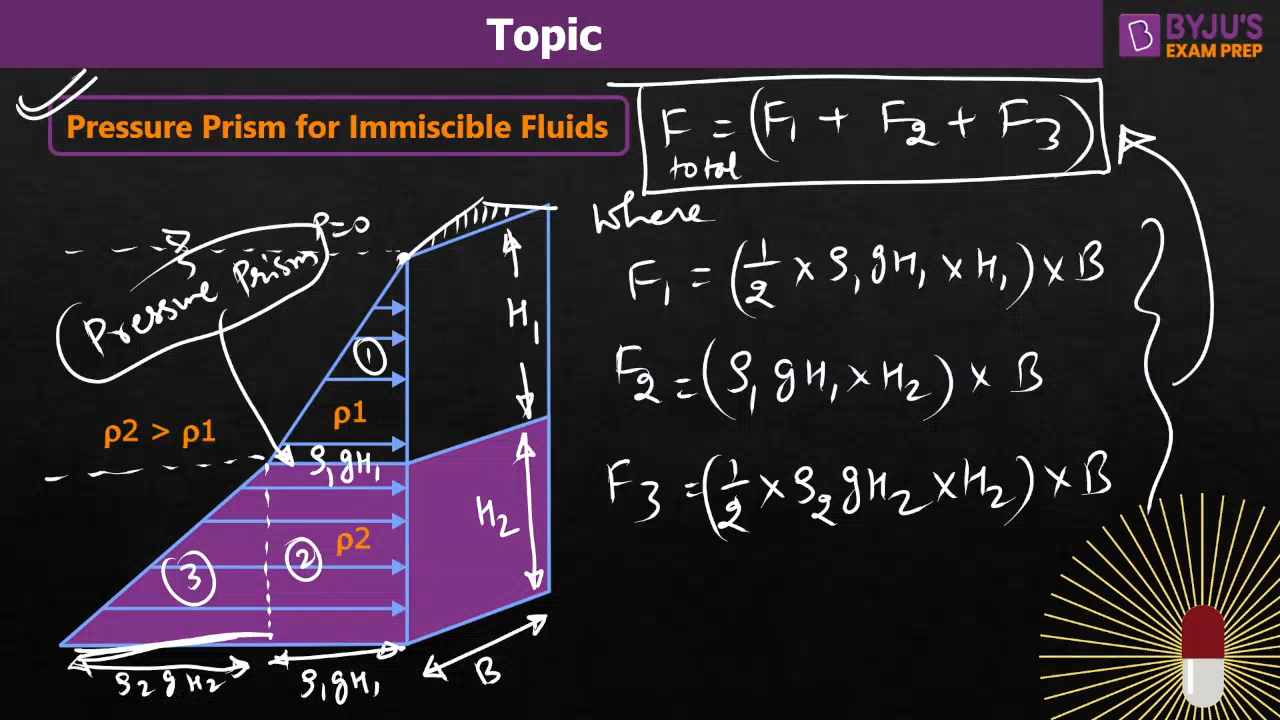 Topic
BYJU'S
EXAM PREP
Pressure Prism for Immiscible Fluids
F total = (F₁ + F₂ + F₃)
where
P=0
Pressure Prism
F₁ = (1/2 × ρ₁gH₁ × H₁) × B
H₁
①
F₂ = (ρ₁gH₁ × H₂) × B
ρ1
ρ2 > ρ1
ρ₁gH₁
F₃ = (1/2 × ρ₂gH₂ × H₂) × B
H₂
ρ2
②
③
ρ₂gH₂
ρ₁gH₁
B